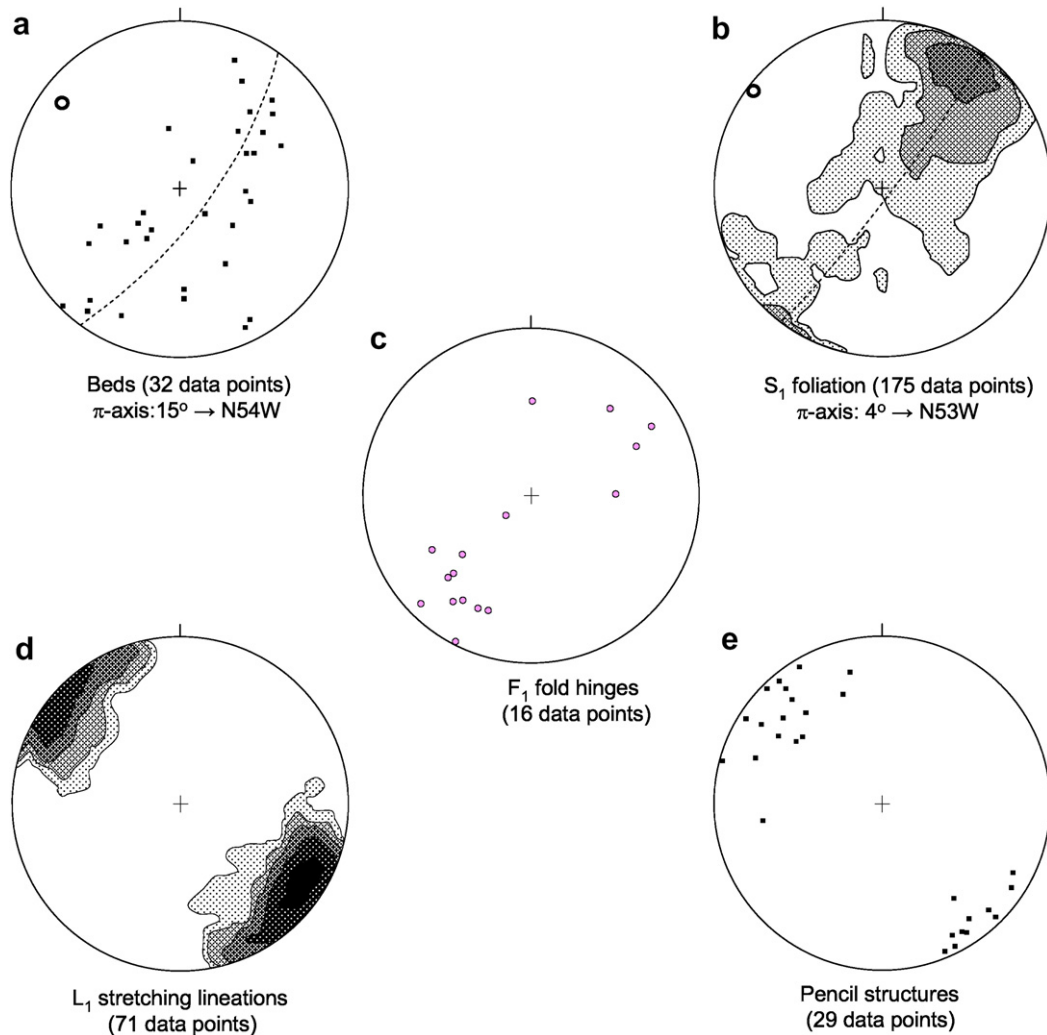 a
Beds (32 data points)
π-axis:15° → N54W
b
S₁ foliation (175 data points)
π-axis: 4° → N53W
c
F₁ fold hinges
(16 data points)
d
L₁ stretching lineations
(71 data points)
e
Pencil structures
(29 data points)